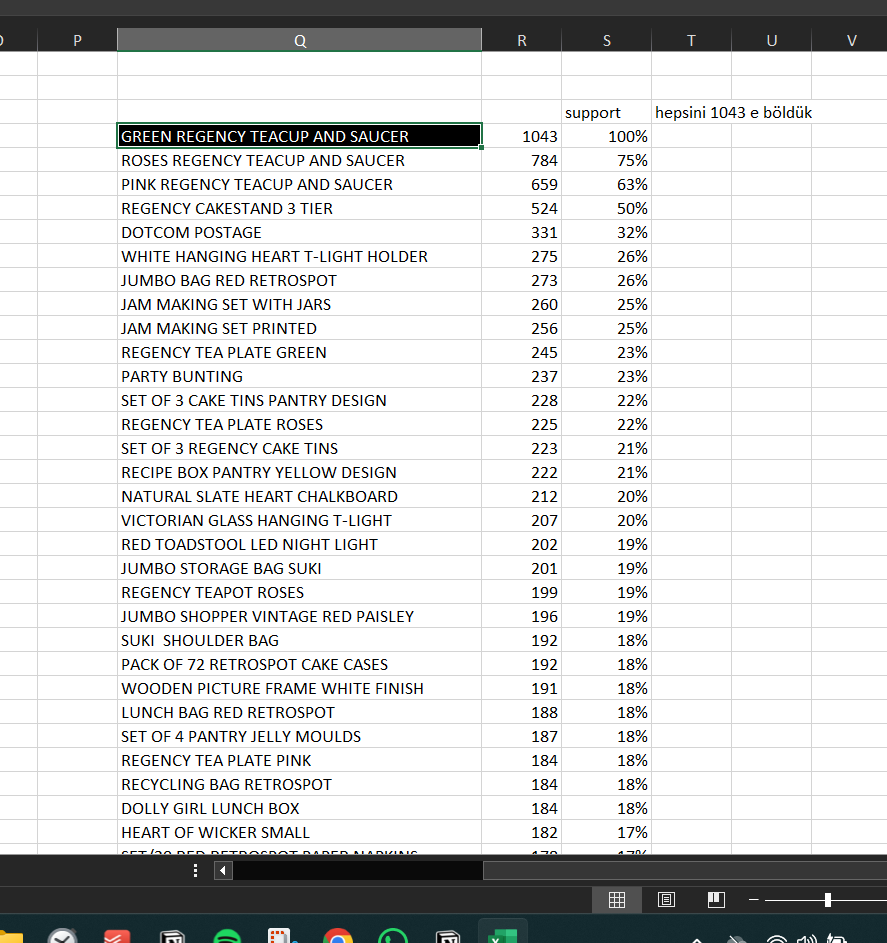 P Q R S T U V
support hepsini 1043 e böldük
GREEN REGENCY TEACUP AND SAUCER 1043 100%
ROSES REGENCY TEACUP AND SAUCER 784 75%
PINK REGENCY TEACUP AND SAUCER 659 63%
REGENCY CAKESTAND 3 TIER 524 50%
DOTCOM POSTAGE 331 32%
WHITE HANGING HEART T-LIGHT HOLDER 275 26%
JUMBO BAG RED RETROSPOT 273 26%
JAM MAKING SET WITH JARS 260 25%
JAM MAKING SET PRINTED 256 25%
REGENCY TEA PLATE GREEN 245 23%
PARTY BUNTING 237 23%
SET OF 3 CAKE TINS PANTRY DESIGN 228 22%
REGENCY TEA PLATE ROSES 225 22%
SET OF 3 REGENCY CAKE TINS 223 21%
RECIPE BOX PANTRY YELLOW DESIGN 222 21%
NATURAL SLATE HEART CHALKBOARD 212 20%
VICTORIAN GLASS HANGING T-LIGHT 207 20%
RED TOADSTOOL LED NIGHT LIGHT 202 19%
JUMBO STORAGE BAG SUKI 201 19%
REGENCY TEAPOT ROSES 199 19%
JUMBO SHOPPER VINTAGE RED PAISLEY 196 19%
SUKI  SHOULDER BAG 192 18%
PACK OF 72 RETROSPOT CAKE CASES 192 18%
WOODEN PICTURE FRAME WHITE FINISH 191 18%
LUNCH BAG RED RETROSPOT 188 18%
SET OF 4 PANTRY JELLY MOULDS 187 18%
REGENCY TEA PLATE PINK 184 18%
RECYCLING BAG RETROSPOT 184 18%
DOLLY GIRL LUNCH BOX 184 18%
HEART OF WICKER SMALL 182 17%